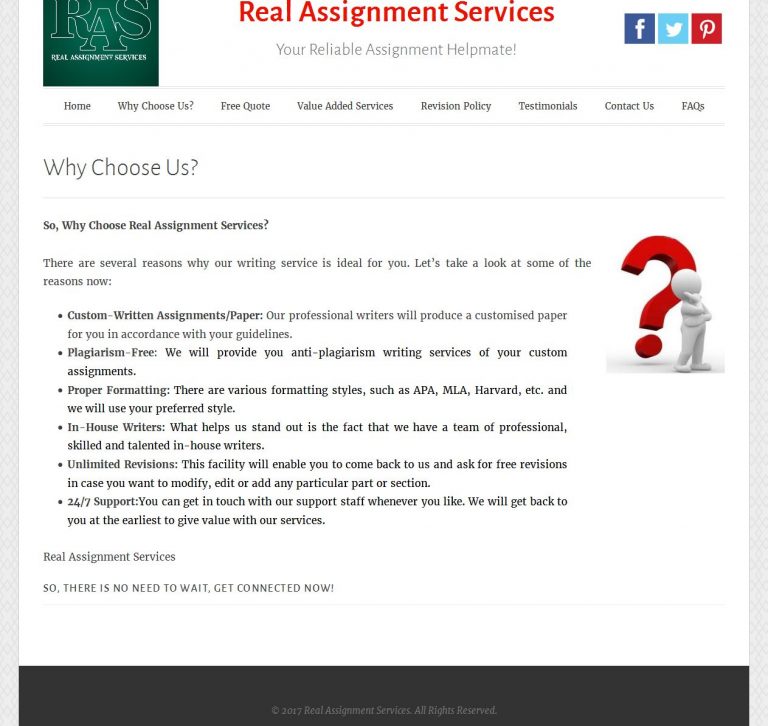 Real Assignment Services
RAS
REAL ASSIGNMENT SERVICES
Your Reliable Assignment Helpmate!
Home Why Choose Us? Free Quote Value Added Services Revision Policy Testimonials Contact Us FAQs
Why Choose Us?
So, Why Choose Real Assignment Services?
There are several reasons why our writing service is ideal for you. Let's take a look at some of the
reasons now:
• Custom-Written Assignments/Paper: Our professional writers will produce a customised paper
for you in accordance with your guidelines.
• Plagiarism-Free: We will provide you anti-plagiarism writing services of your custom
assignments.
• Proper Formatting: There are various formatting styles, such as APA, MLA, Harvard, etc. and
we will use your preferred style.
• In-House Writers: What helps us stand out is the fact that we have a team of professional,
skilled and talented in-house writers.
• Unlimited Revisions: This facility will enable you to come back to us and ask for free revisions
in case you want to modify, edit or add any particular part or section.
• 24/7 Support:You can get in touch with our support staff whenever you like. We will get back to
you at the earliest to give value with our services.
Real Assignment Services
SO, THERE IS NO NEED TO WAIT, GET CONNECTED NOW!
© 2017 Real Assignment Services. All Rights Reserved.